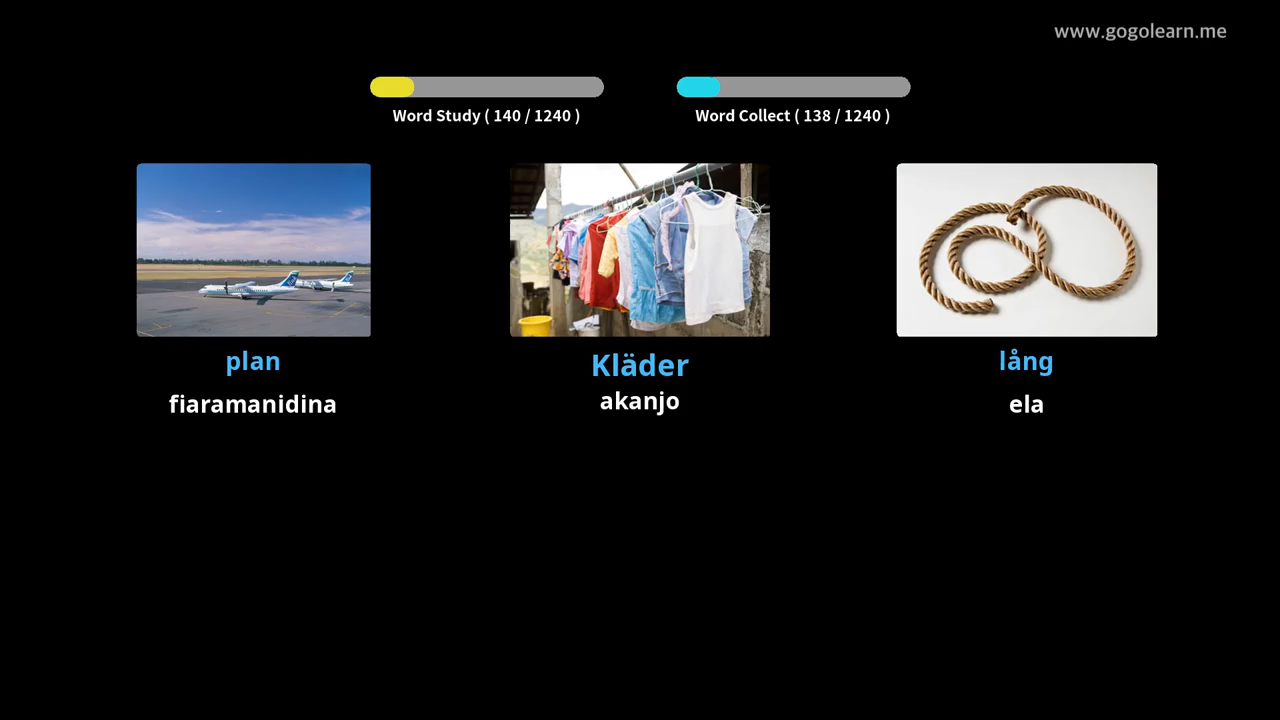 www.gogolearn.me
Word Study ( 140 / 1240 )
Word Collect ( 138 / 1240 )
plan
fiaramanidina
Kläder
akanjo
lång
ela